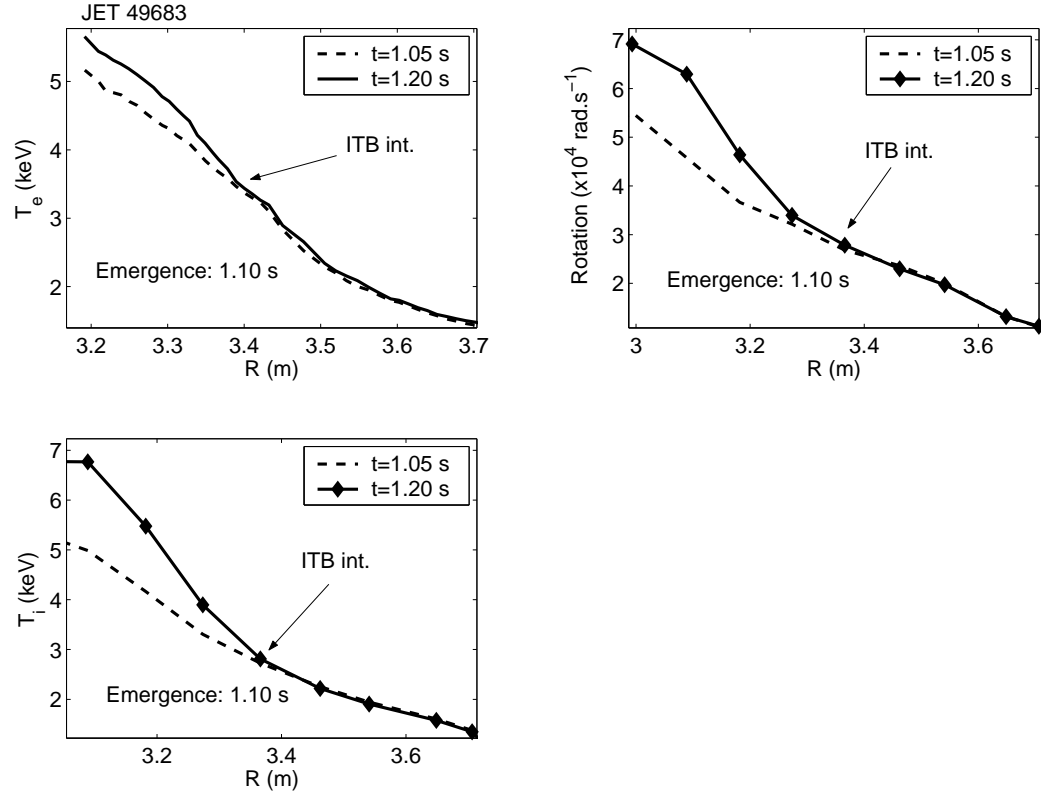 JET 49683
t=1.05 s
t=1.20 s
ITB int.
Emergence: 1.10 s
T_e (keV)
5
4
3
2
3.2 3.3 3.4 3.5 3.6 3.7
R (m)
t=1.05 s
t=1.20 s
ITB int.
Emergence: 1.10 s
Rotation (x10^4 rad.s^−1)
7
6
5
4
3
2
3 3.2 3.4 3.6
R (m)
t=1.05 s
t=1.20 s
ITB int.
Emergence: 1.10 s
T_i (keV)
7
6
5
4
3
2
3.2 3.4 3.6
R (m)